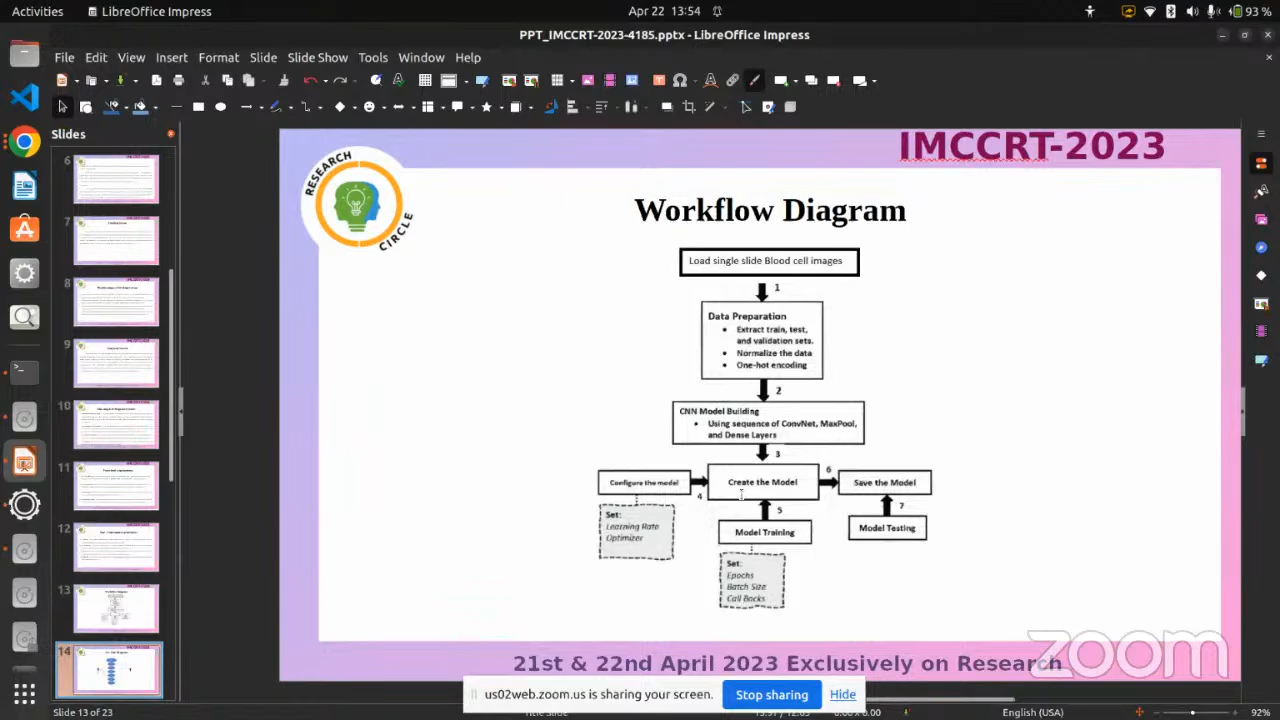 Activities
LibreOffice Impress
Apr 22 13:54
93 %
PPT_IMCCRT-2023-4185.pptx - LibreOffice Impress
File Edit View Insert Format Slide Slide Show Tools Window Help
Slides
6
7
8
9
10
11
12
13
14
IMCCRT-2023
RESEARCH
CIRCLE
Workflow Diagram
Load single slide Blood cell images
1
Data Preparation
• Extract train, test,
and validation sets.
• Normalize the data
• One-hot encoding
2
CNN Model Building
• Using sequence of ConvNet, MaxPool,
and Dense Layers
3
Configure the model
4
Create the Model
6
Save the Model
Set:
Learning Rate
Optimizer
5
Model Training
7
Model Testing
Set:
Epochs
Batch Size
Call Backs
21st & 22nd April 2023 Exclusively on Research
zoom
us02web.zoom.us is sharing your screen.
Stop sharing
Hide
Slide 13 of 23
English (USA)
92%